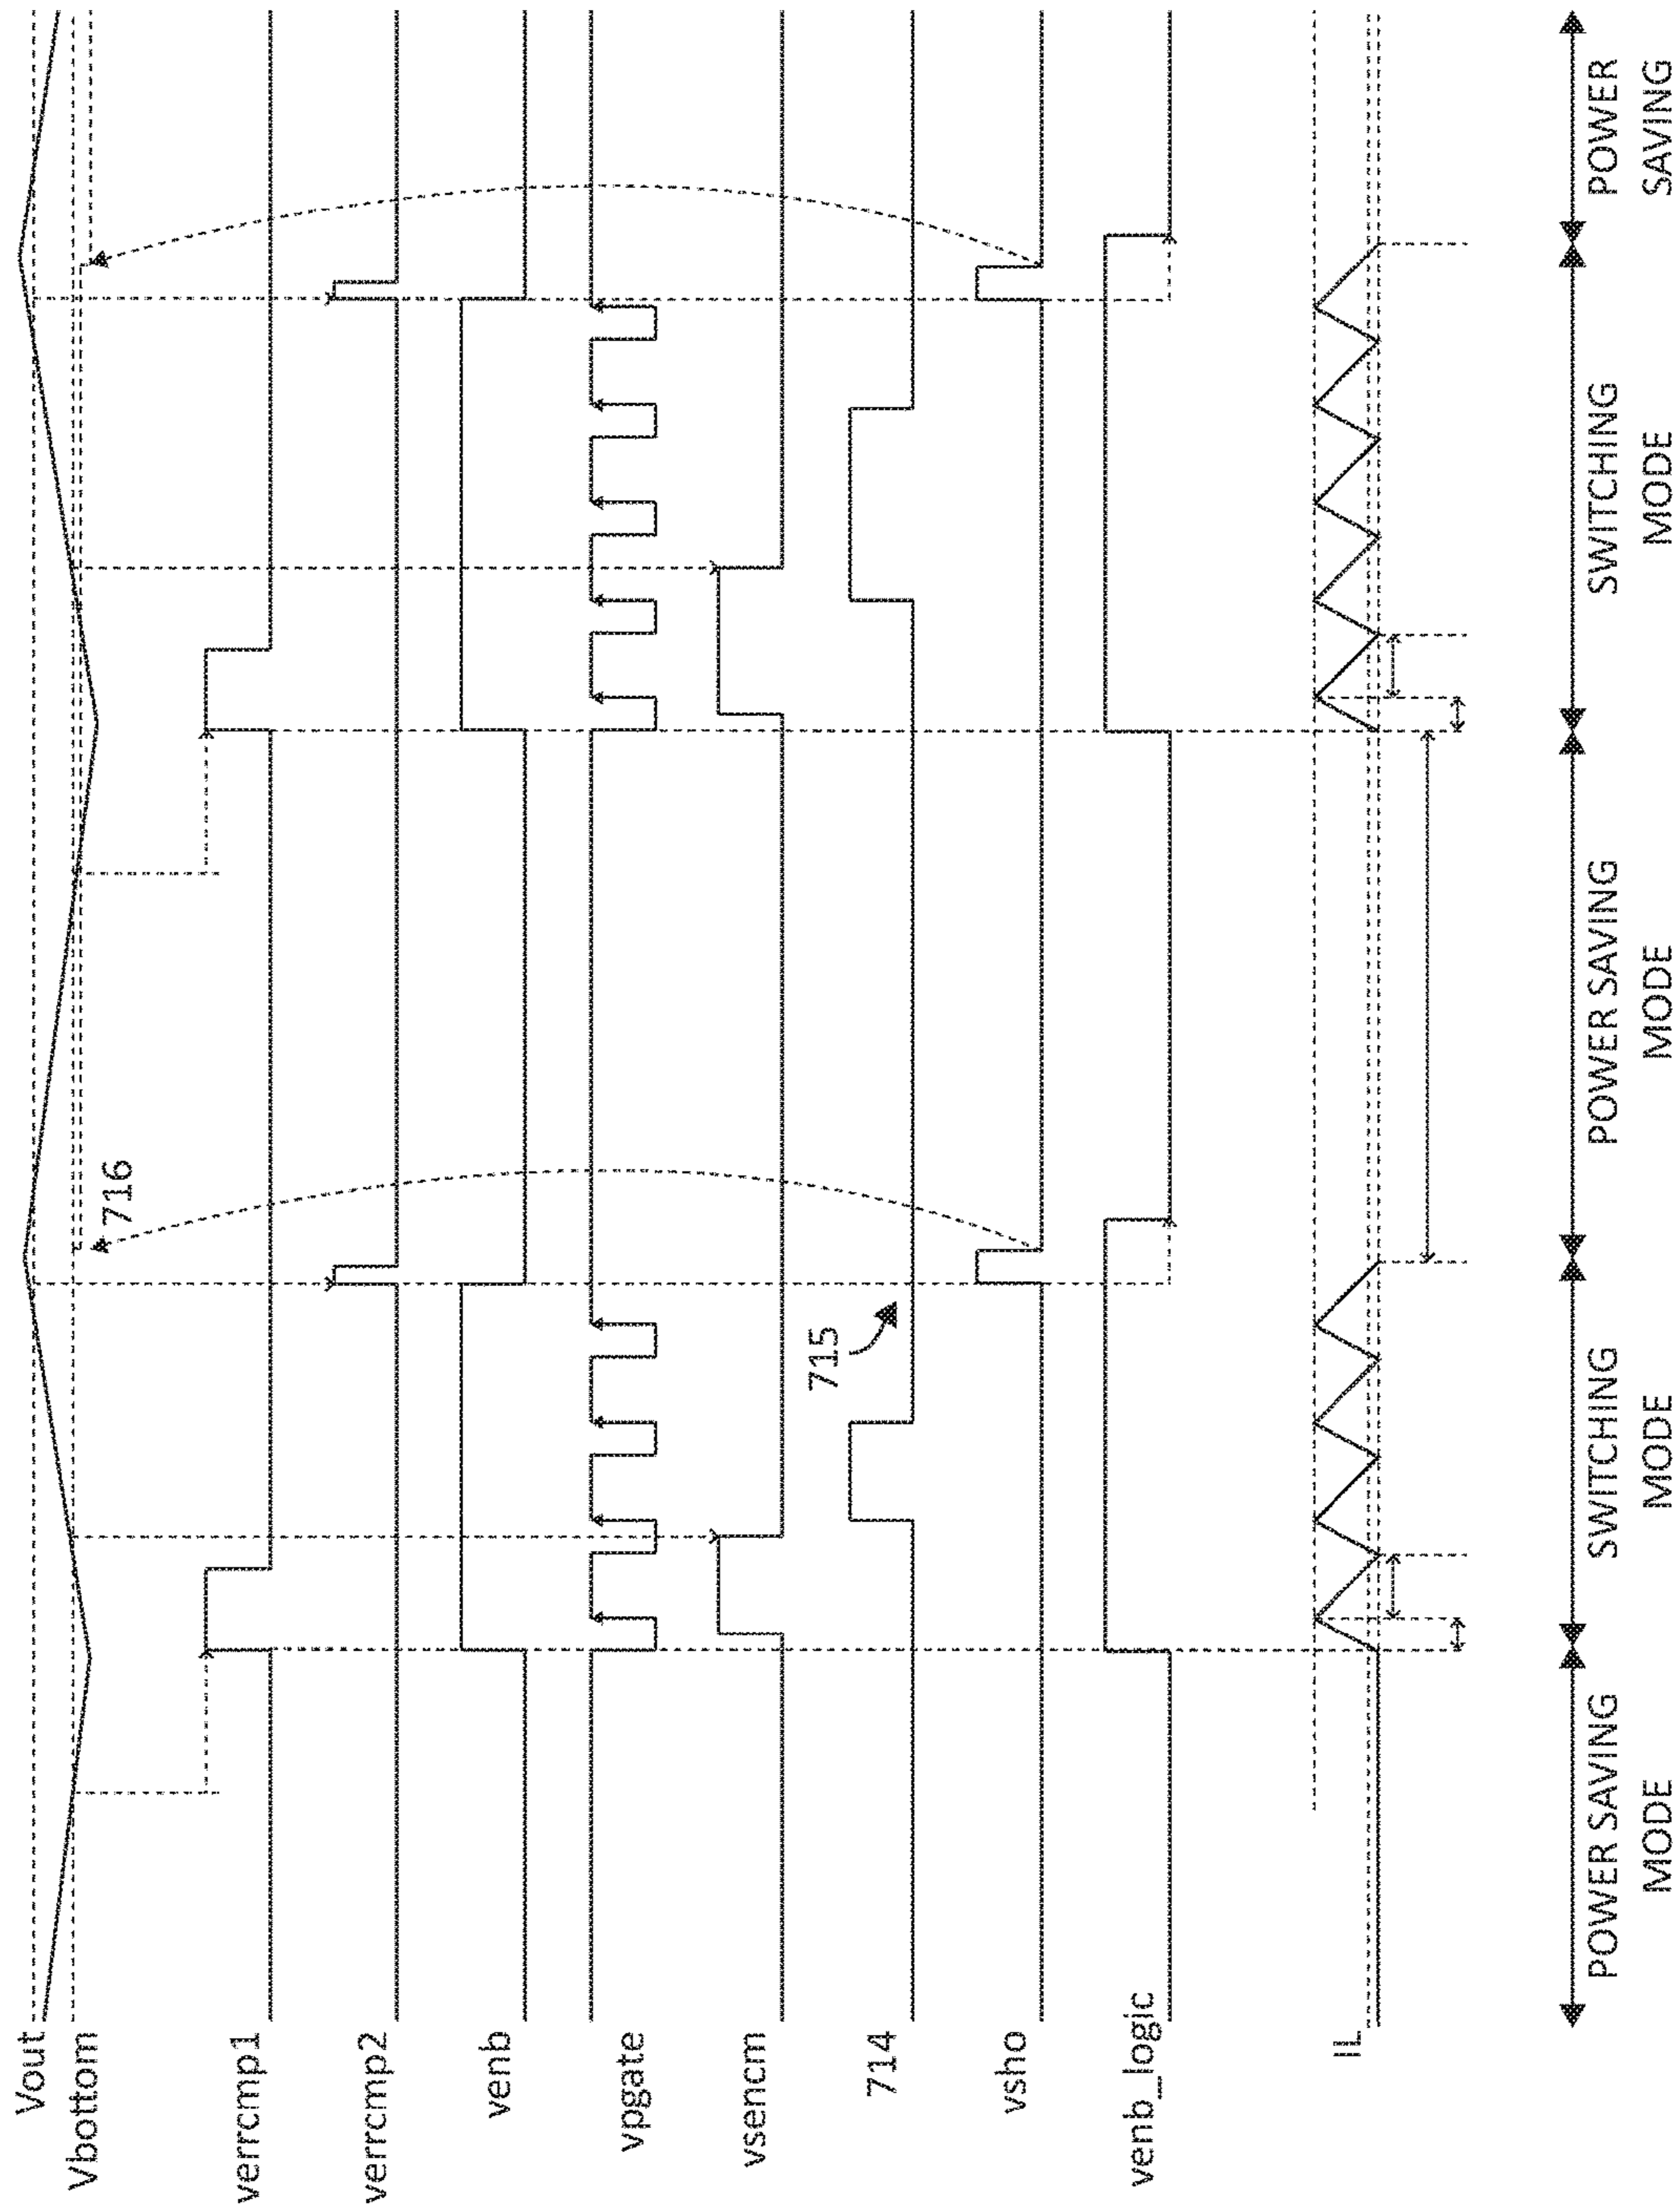 Vout
Vbottom
verrcmp1
verrcmp2
venb
vpgate
vsencm
714
vsho
venb_logic
IL
716
715
POWER SAVING
MODE
SWITCHING
MODE
POWER SAVING
MODE
SWITCHING
MODE
POWER
SAVING